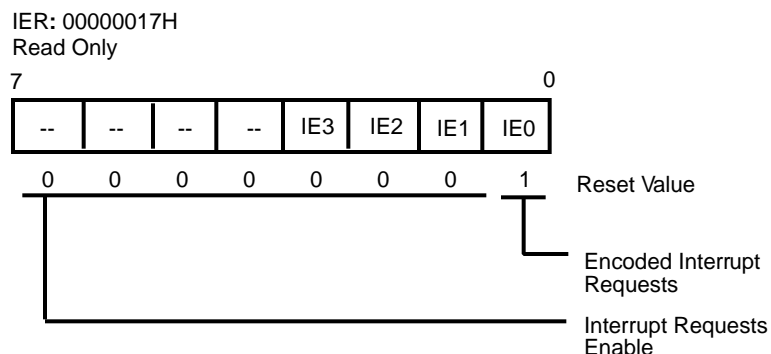 IER: 00000017H
Read Only
7 0
-- -- -- -- IE3 IE2 IE1 IE0
0 0 0 0 0 0 0 1 Reset Value
Encoded Interrupt
Requests
Interrupt Requests
Enable